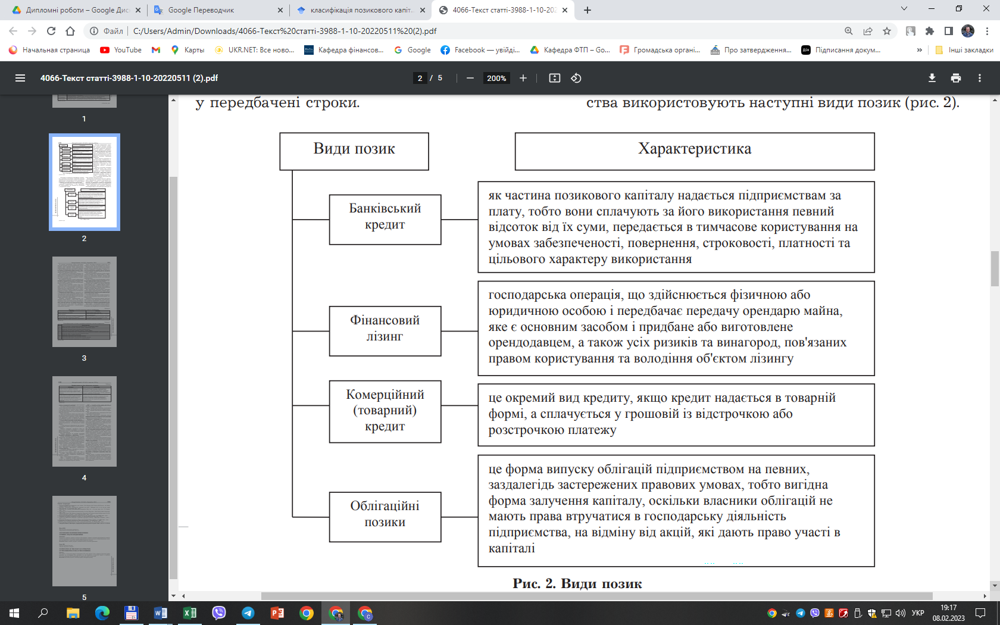 Дипломні роботи – Google Дис
Google Переводчик
класифікація позикового капіт...
4066-Текст статті-3988-1-10-202
Файл
C:/Users/Admin/Downloads/4066-Текст%20статті-3988-1-10-20220511%20(2).pdf
Начальная страница
YouTube
Карты
UKR.NET: Все ново...
Кафедра фінансов...
Google
Facebook — увійді...
Кафедра ФТП – Go...
Громадська органі...
Про затвердження...
Підписання докум...
»
Інші закладки
4066-Текст статті-3988-1-10-20220511 (2).pdf
2 / 5
200%
1
2
3
4
5
у передбачені строки.
ства використовують наступні види позик (рис. 2).
Види позик
Характеристика
Банківський
кредит
як частина позикового капіталу надається підприємствам за
плату, тобто вони сплачують за його використання певний
відсоток від їх суми, передається в тимчасове користування на
умовах забезпеченості, повернення, строковості, платності та
цільового характеру використання
Фінансовий
лізинг
господарська операція, що здійснюється фізичною або
юридичною особою і передбачає передачу орендарю майна,
яке є основним засобом і придбане або виготовлене
орендодавцем, а також усіх ризиків та винагород, пов'язаних
правом користування та володіння об'єктом лізингу
Комерційний
(товарний)
кредит
це окремий вид кредиту, якщо кредит надається в товарній
формі, а сплачується у грошовій із відстрочкою або
розстрочкою платежу
Облігаційні
позики
це форма випуску облігацій підприємством на певних,
заздалегідь застережених правових умовах, тобто вигідна
форма залучення капіталу, оскільки власники облігацій не
мають права втручатися в господарську діяльність
підприємства, на відміну від акцій, які дають право участі в
капіталі
Рис. 2. Види позик
УКР
19:17
08.02.2023